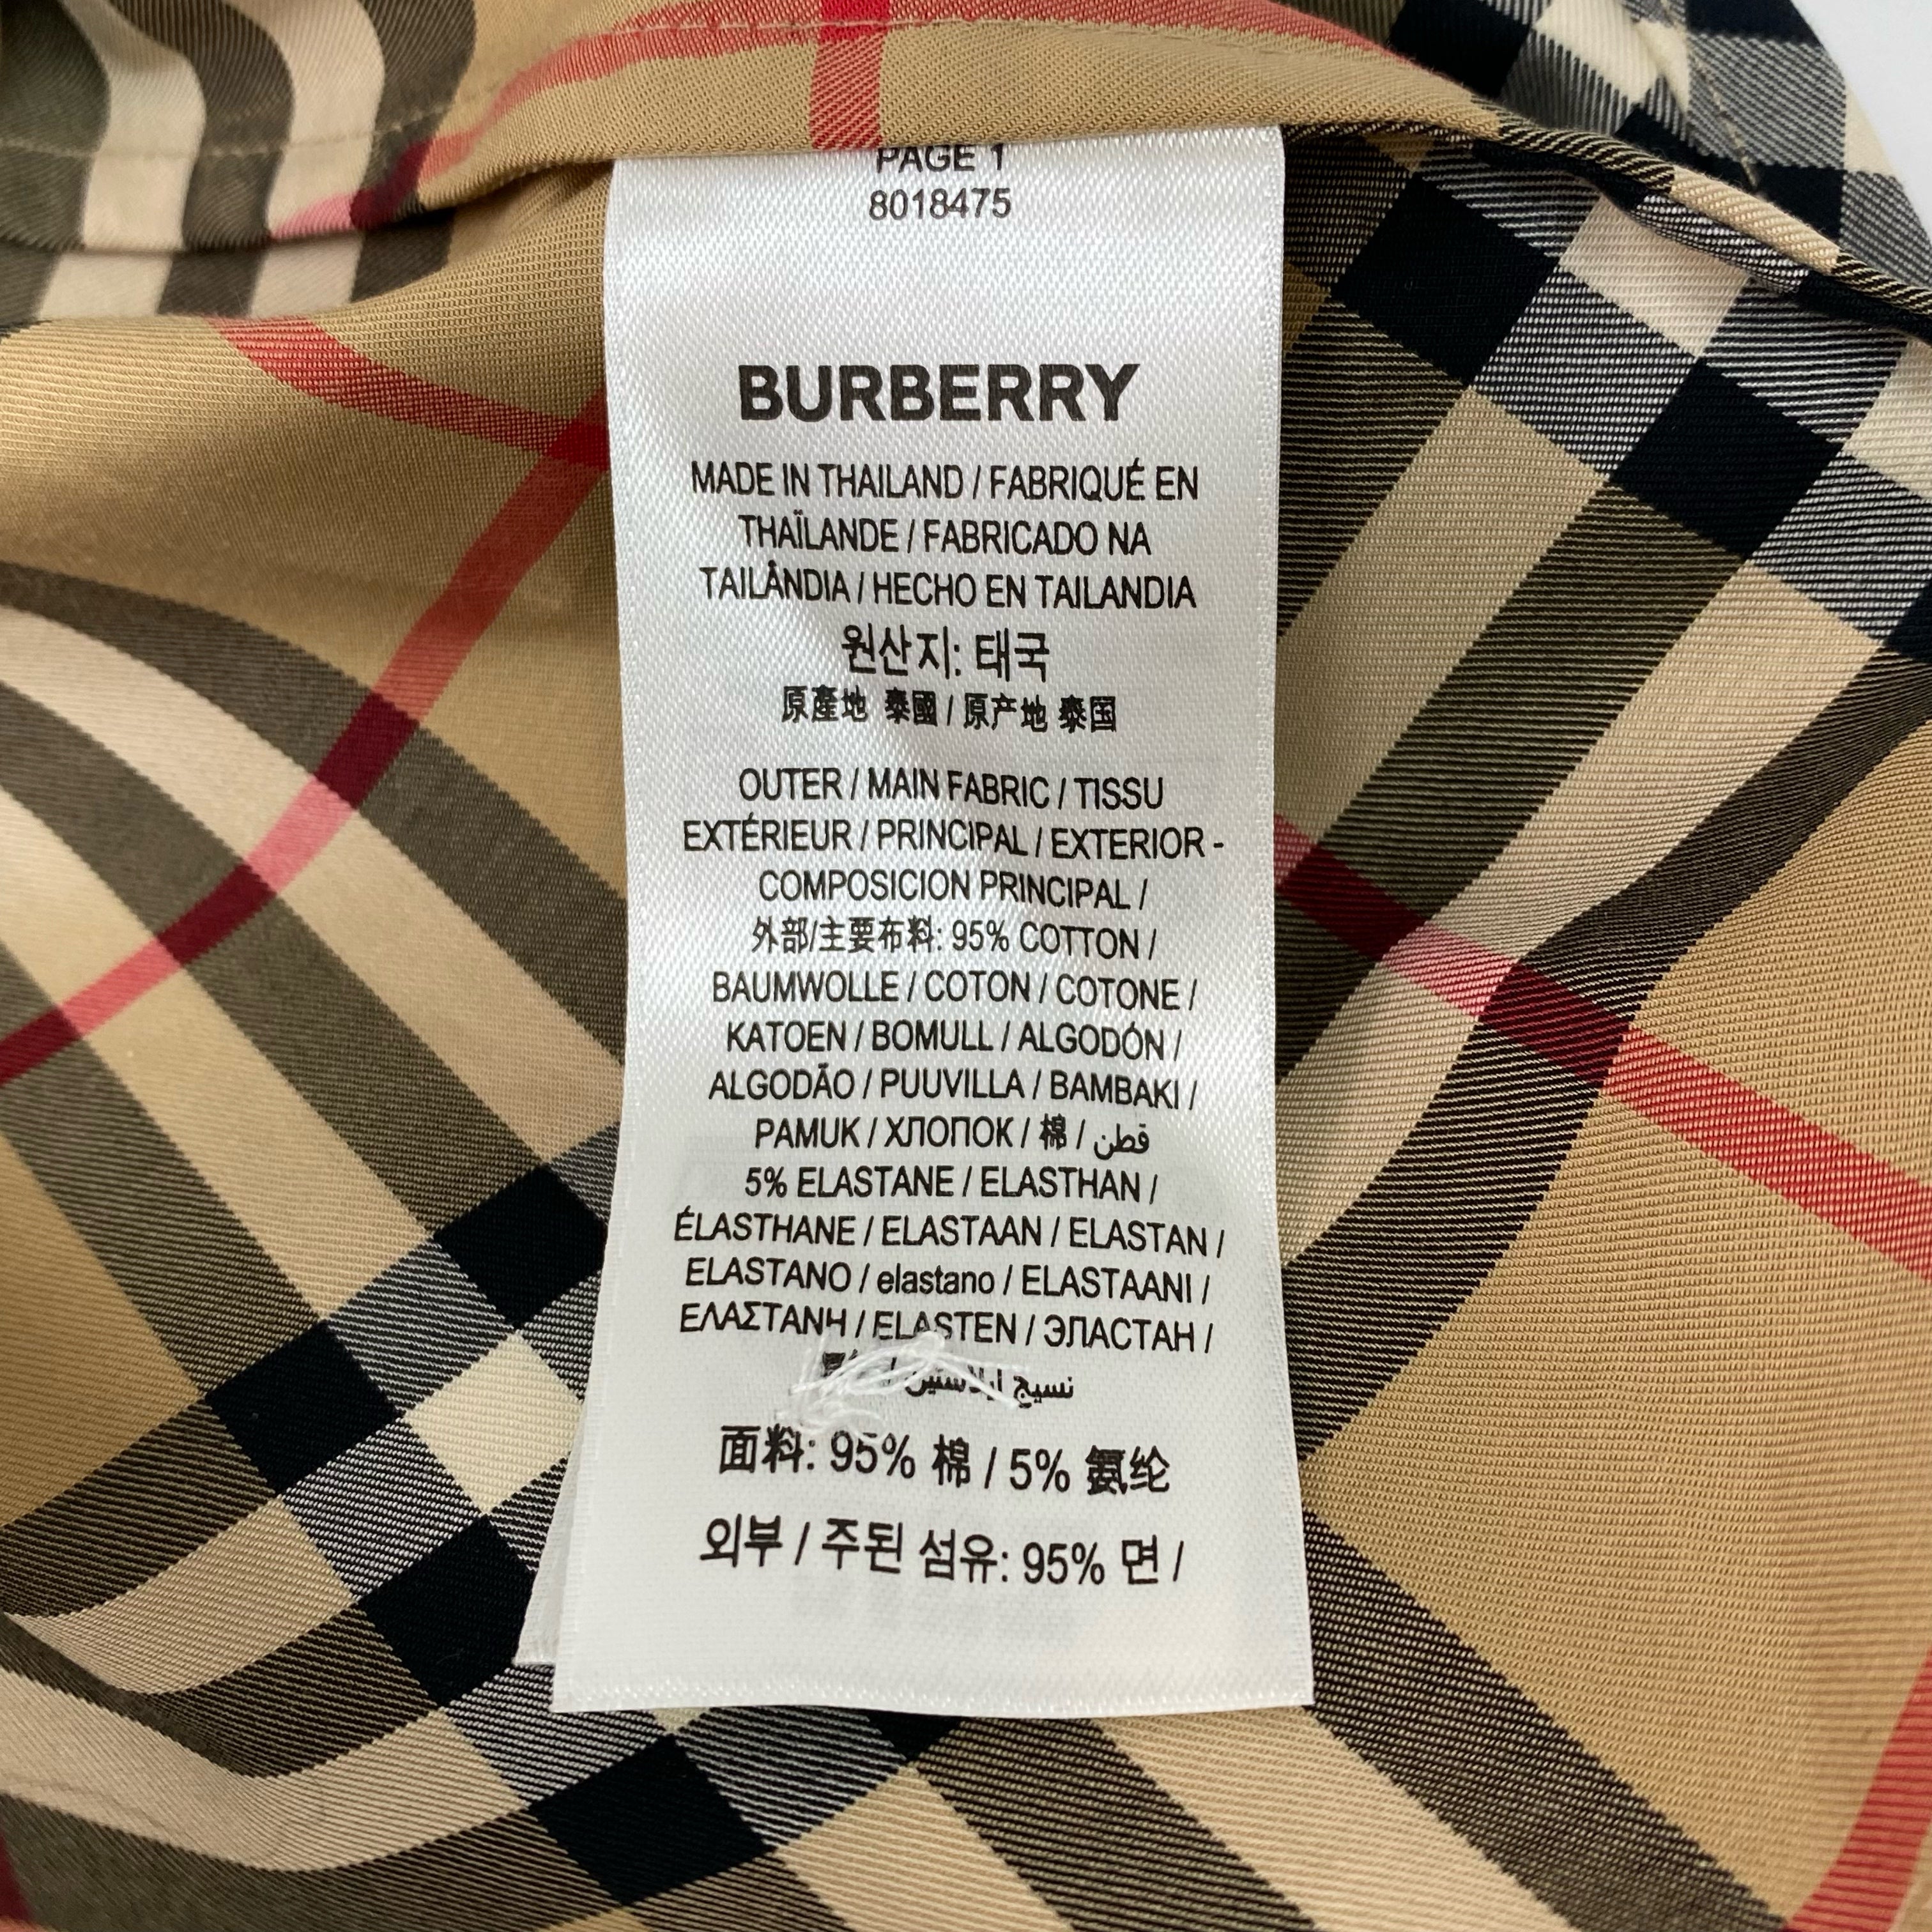 PAGE 1
8018475
BURBERRY
MADE IN THAILAND / FABRIQUÉ EN
THAÏLANDE / FABRICADO NA
TAILÂNDIA / HECHO EN TAILANDIA
원산지: 태국
原產地 泰國 / 原产地 泰国
OUTER / MAIN FABRIC / TISSU
EXTÉRIEUR / PRINCIPAL / EXTERIOR -
COMPOSICION PRINCIPAL /
外部/主要布料: 95% COTTON /
BAUMWOLLE / COTON / COTONE /
KATOEN / BOMULL / ALGODÓN /
ALGODÃO / PUUVILLA / BAMBAKI /
PAMUK / ХЛОПОК / 棉 / قطن
5% ELASTANE / ELASTHAN /
ÉLASTHANE / ELASTAAN / ELASTAN /
ELASTANO / elastano / ELASTAANI /
ΕΛΑΣΤΑΝΗ / ELASTEN / ЭЛАСТАН /
نسيج ايلاستين
面料: 95% 棉 / 5% 氨纶
외부 / 주된 섬유: 95% 면 /